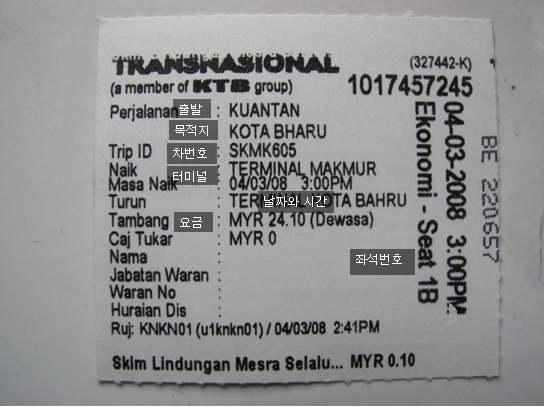 TRANSNASIONAL (327442-K)
(a member of KTB group) 1017457245
Perjalanan 출발 : KUANTAN
목적지 KOTA BHARU
Trip ID 차번호 : SKMK605
Naik 터미널 : TERMINAL MAKMUR
Masa Naik : 04/03/08 3:00PM
Turun : TERMINAL KOTA BAHRU
날짜와 시간
Tambang 요금 : MYR 24.10 (Dewasa)
Caj Tukar : MYR 0
Nama :
좌석번호
Jabatan Waran :
Waran No :
Huraian Dis :
Ruj: KNKN01 (u1knkn01) / 04/03/08 2:41PM
Skim Lindungan Mesra Selalu... MYR 0.10
04-03-2008 3:00PM
Ekonomi - Seat 1B
BE 220657